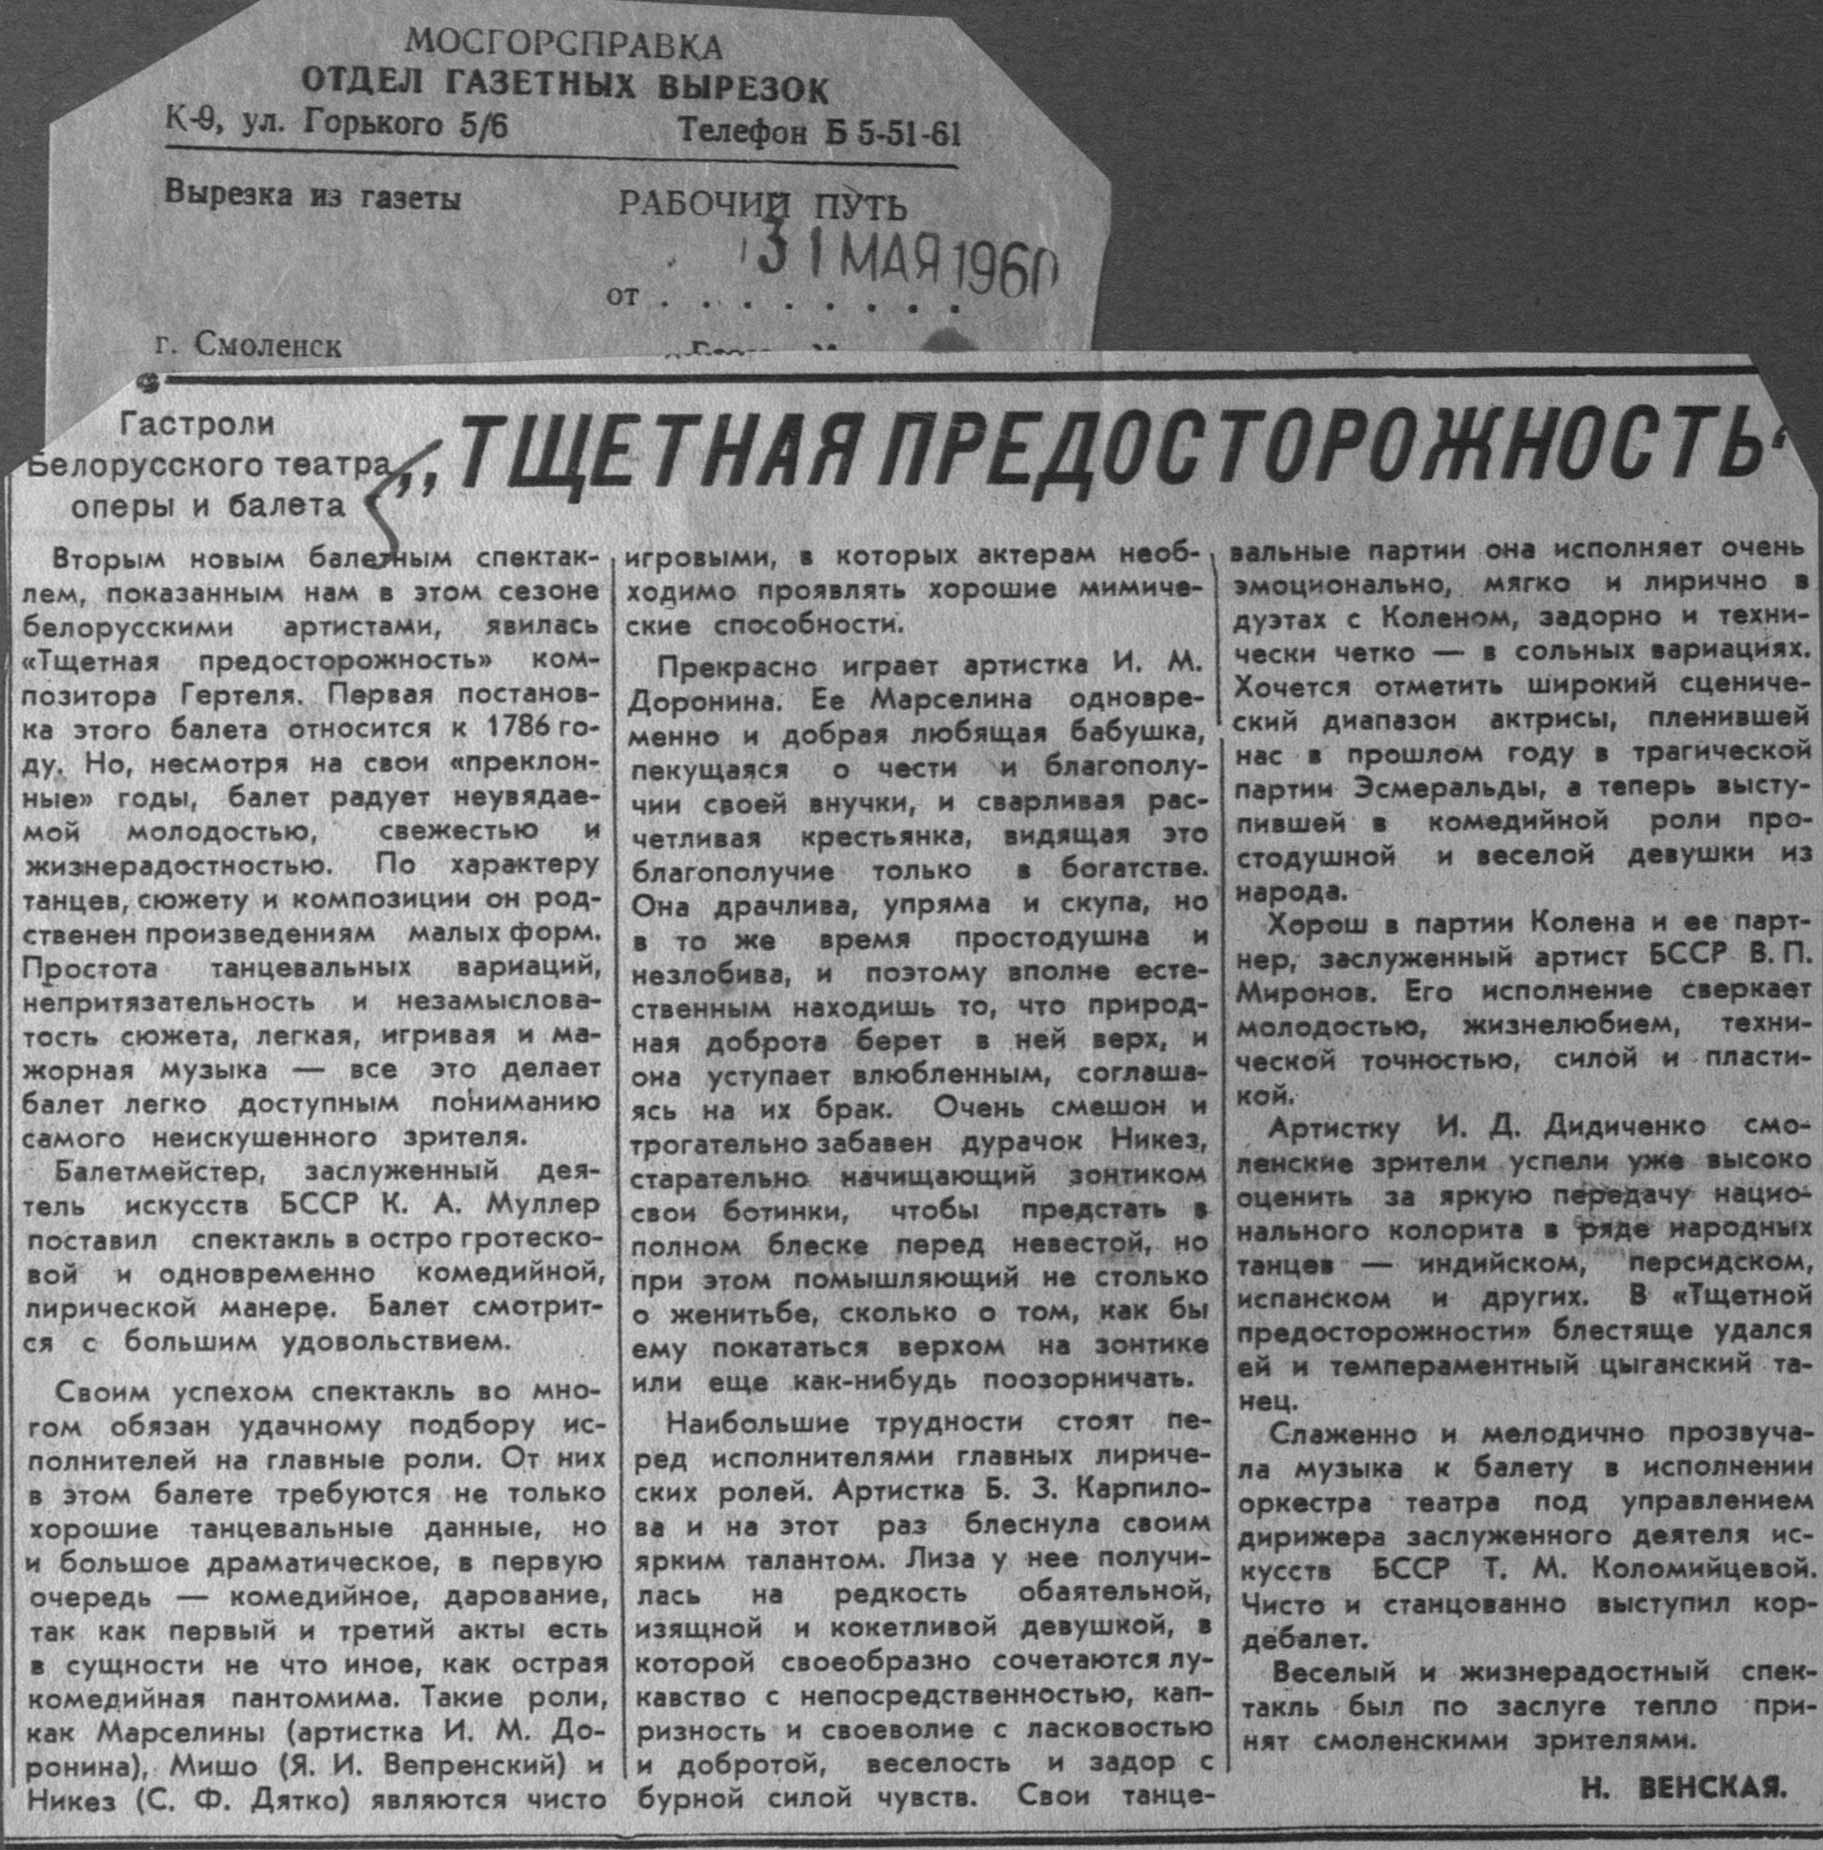 МОСГОРСПРАВКА
ОТДЕЛ ГАЗЕТНЫХ ВЫРЕЗОК
К-9, ул. Горького 5/6 Телефон Б 5-51-61
Вырезка из газеты РАБОЧИЙ ПУТЬ
31 МАЯ 1960
от . . . . . . . .
г. Смоленск
Гастроли
Белорусского театра
оперы и балета
„ТЩЕТНАЯ ПРЕДОСТОРОЖНОСТЬ“
Вторым новым балетным спектак-
лем, показанным нам в этом сезоне
белорусскими артистами, явилась
«Тщетная предосторожность» ком-
позитора Гертеля. Первая постанов-
ка этого балета относится к 1786 го-
ду. Но, несмотря на свои «преклон-
ные» годы, балет радует неувядае-
мой молодостью, свежестью и
жизнерадостностью. По характеру
танцев, сюжету и композиции он род-
ственен произведениям малых форм.
Простота танцевальных вариаций,
непритязательность и незамыслова-
тость сюжета, легкая, игривая и ма-
жорная музыка — все это делает
балет легко доступным пониманию
самого неискушенного зрителя.
Балетмейстер, заслуженный дея-
тель искусств БССР К. А. Муллер
поставил спектакль в остро гротеско-
вой и одновременно комедийной,
лирической манере. Балет смотрит-
ся с большим удовольствием.
Своим успехом спектакль во мно-
гом обязан удачному подбору ис-
полнителей на главные роли. От них
в этом балете требуются не только
хорошие танцевальные данные, но
и большое драматическое, в первую
очередь — комедийное, дарование,
так как первый и третий акты есть
в сущности не что иное, как острая
комедийная пантомима. Такие роли,
как Марселины (артистка И. М. До-
ронина), Мишо (Я. И. Вепренский) и
Никез (С. Ф. Дятко) являются чисто
игровыми, в которых актерам необ-
ходимо проявлять хорошие мимиче-
ские способности.
Прекрасно играет артистка И. М.
Доронина. Ее Марселина одновре-
менно и добрая любящая бабушка,
пекущаяся о чести и благополу-
чии своей внучки, и сварливая рас-
четливая крестьянка, видящая это
благополучие только в богатстве.
Она драчлива, упряма и скупа, но
в то же время простодушна и
незлобива, и поэтому вполне есте-
ственным находишь то, что природ-
ная доброта берет в ней верх, и
она уступает влюбленным, соглаша-
ясь на их брак. Очень смешон и
трогательно забавен дурачок Никез,
старательно начищающий зонтиком
свои ботинки, чтобы предстать в
полном блеске перед невестой, но
при этом помышляющий не столько
о женитьбе, сколько о том, как бы
ему покататься верхом на зонтике
или еще как-нибудь поозорничать.
Наибольшие трудности стоят пе-
ред исполнителями главных лириче-
ских ролей. Артистка Б. З. Карпило-
ва и на этот раз блеснула своим
ярким талантом. Лиза у нее получи-
лась на редкость обаятельной,
изящной и кокетливой девушкой, в
которой своеобразно сочетаются лу-
кавство с непосредственностью, кап-
ризность и своеволие с ласковостью
и добротой, веселость и задор с
бурной силой чувств. Свои танце-
вальные партии она исполняет очень
эмоционально, мягко и лирично в
дуэтах с Коленом, задорно и техни-
чески четко — в сольных вариациях.
Хочется отметить широкий сцениче-
ский диапазон актрисы, пленившей
нас в прошлом году в трагической
партии Эсмеральды, а теперь высту-
пившей в комедийной роли про-
стодушной и веселой девушки из
народа.
Хорош в партии Колена и ее парт-
нер, заслуженный артист БССР В. П.
Миронов. Его исполнение сверкает
молодостью, жизнелюбием, техни-
ческой точностью, силой и пласти-
кой.
Артистку И. Д. Дидиченко смо-
ленские зрители успели уже высоко
оценить за яркую передачу нацио-
нального колорита в ряде народных
танцев — индийском, персидском,
испанском и других. В «Тщетной
предосторожности» блестяще удался
ей и темпераментный цыганский та-
нец.
Слаженно и мелодично прозвуча-
ла музыка к балету в исполнении
оркестра театра под управлением
дирижера заслуженного деятеля ис-
кусств БССР Т. М. Коломийцевой.
Чисто и станцованно выступил кор-
дебалет.
Веселый и жизнерадостный спек-
такль был по заслуге тепло при-
нят смоленскими зрителями.
Н. ВЕНСКАЯ.